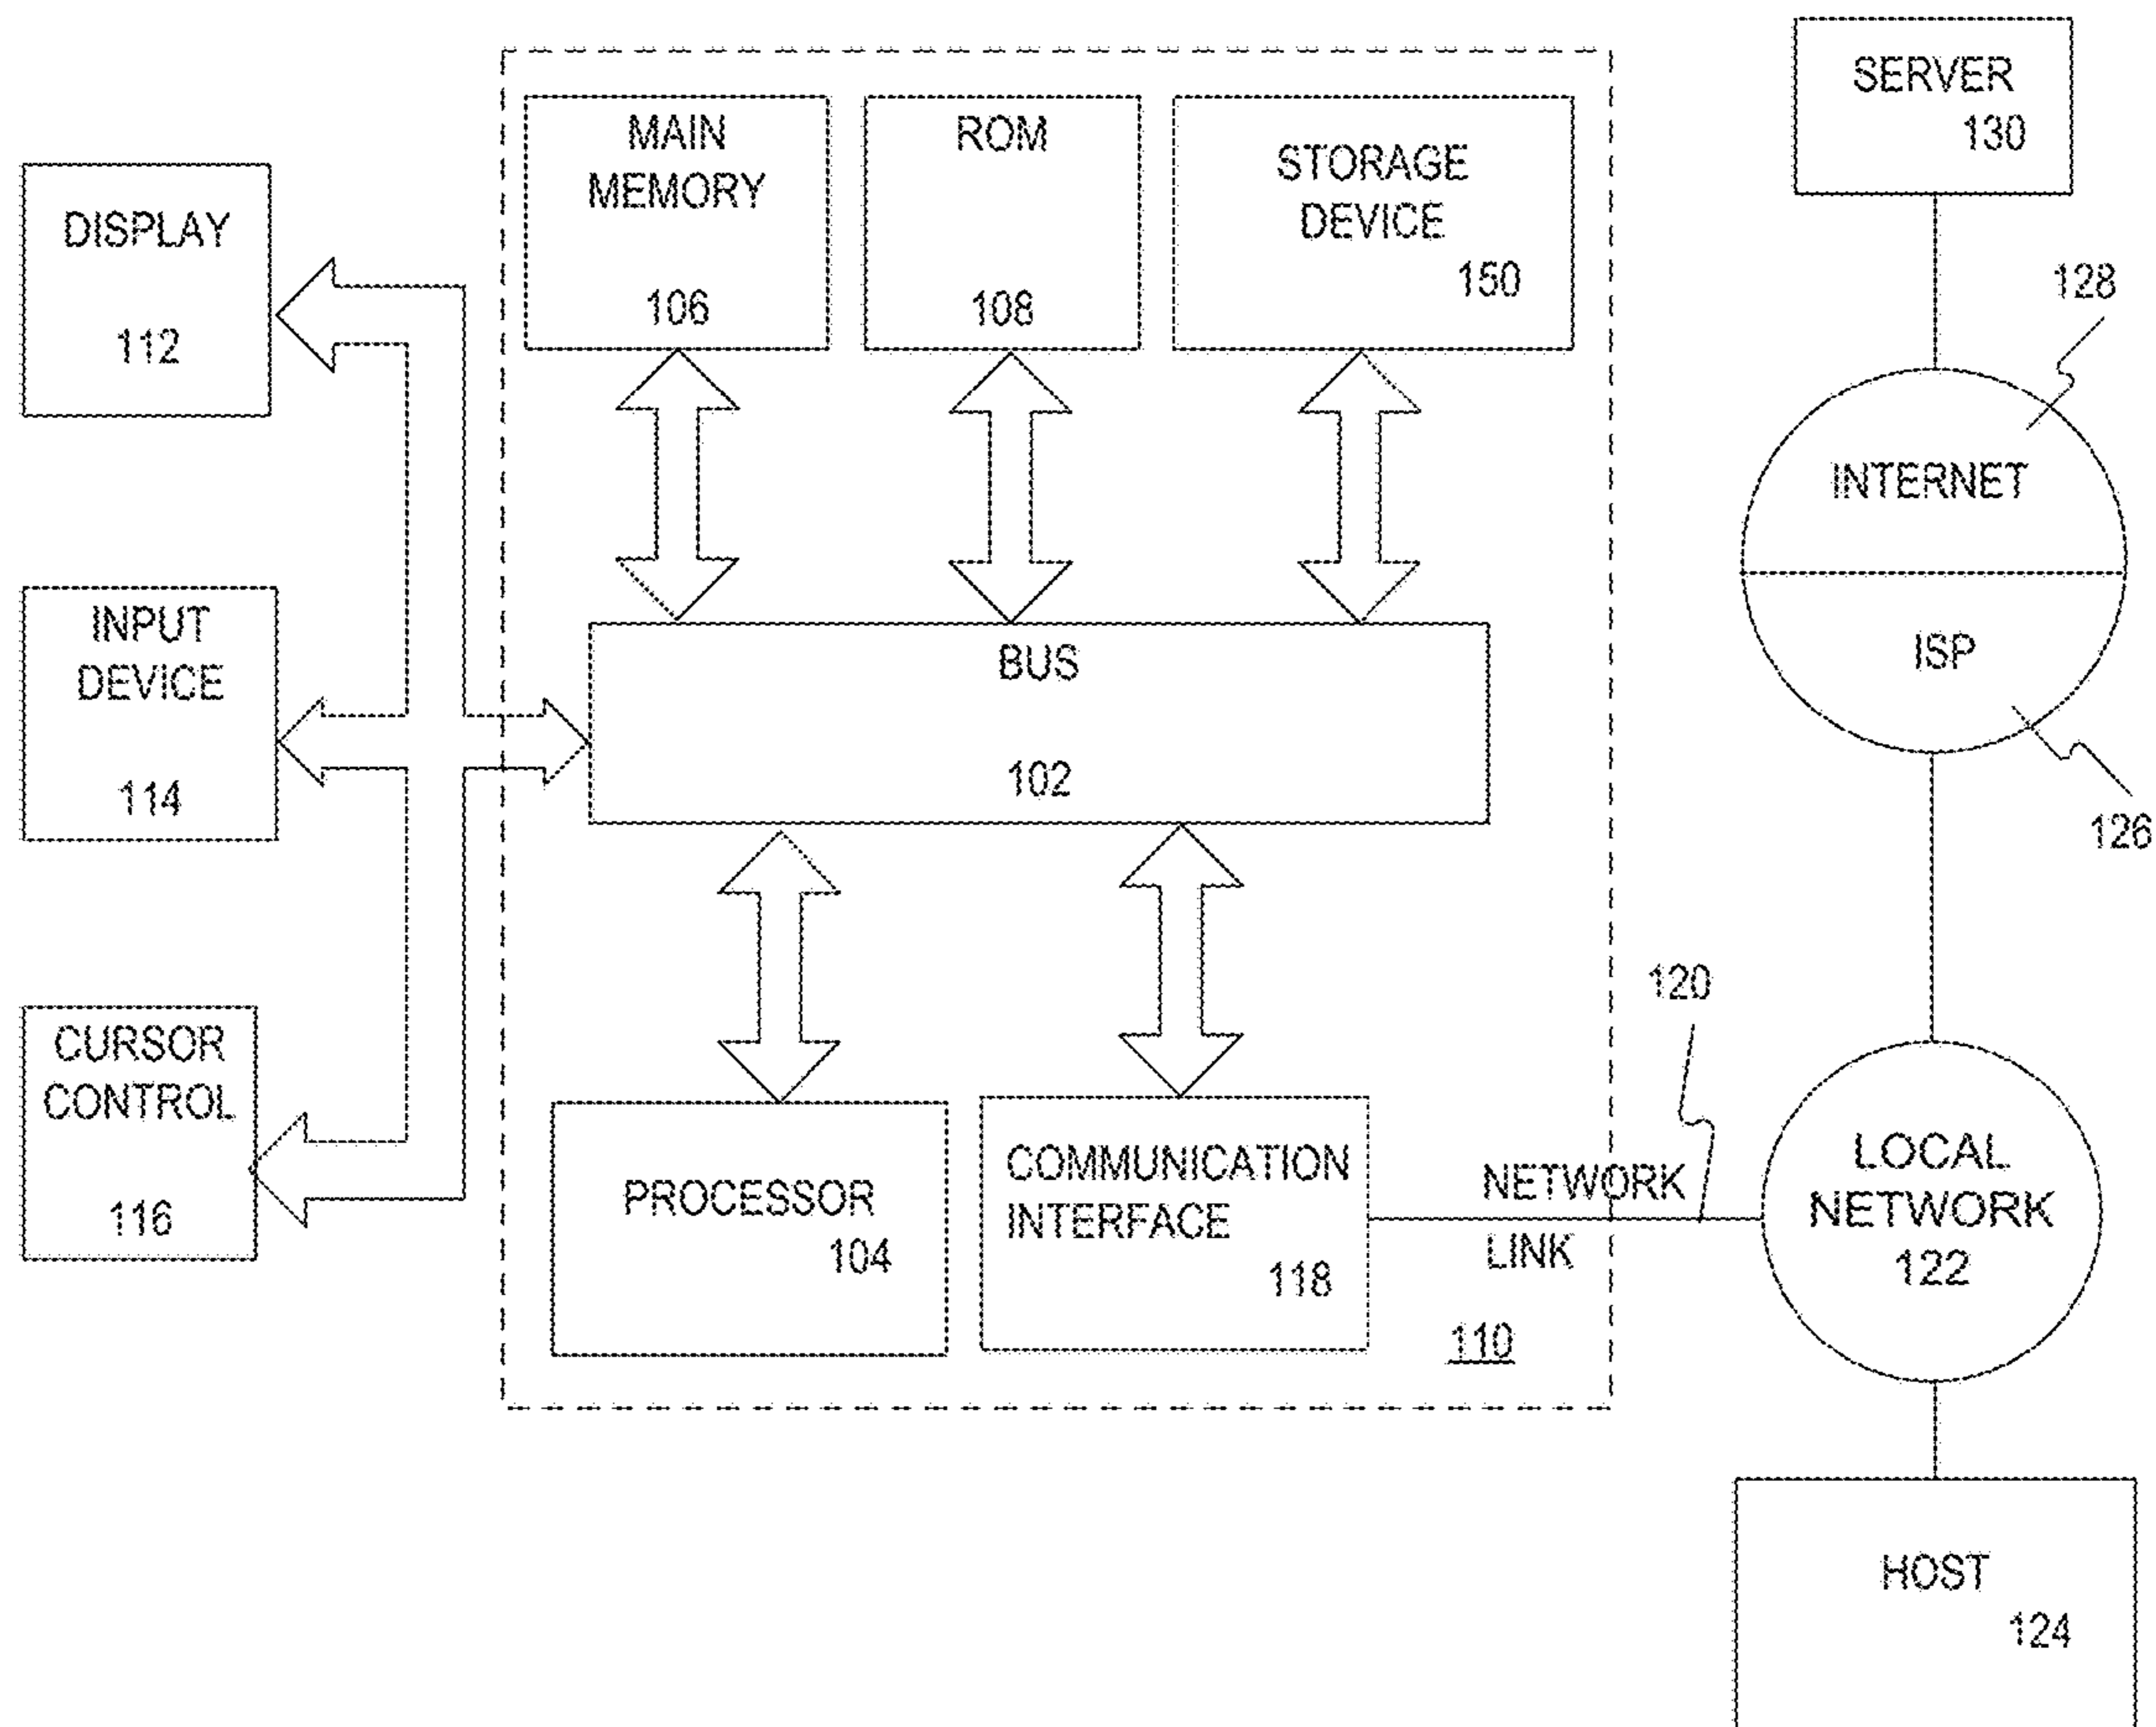 SERVER
130
MAIN
MEMORY
106
ROM
108
STORAGE
DEVICE
150
DISPLAY
112
128
INTERNET
ISP
126
INPUT
DEVICE
114
BUS
102
CURSOR
CONTROL
116
PROCESSOR
104
COMMUNICATION
INTERFACE
118
NETWORK
LINK
120
110
LOCAL
NETWORK
122
HOST
124